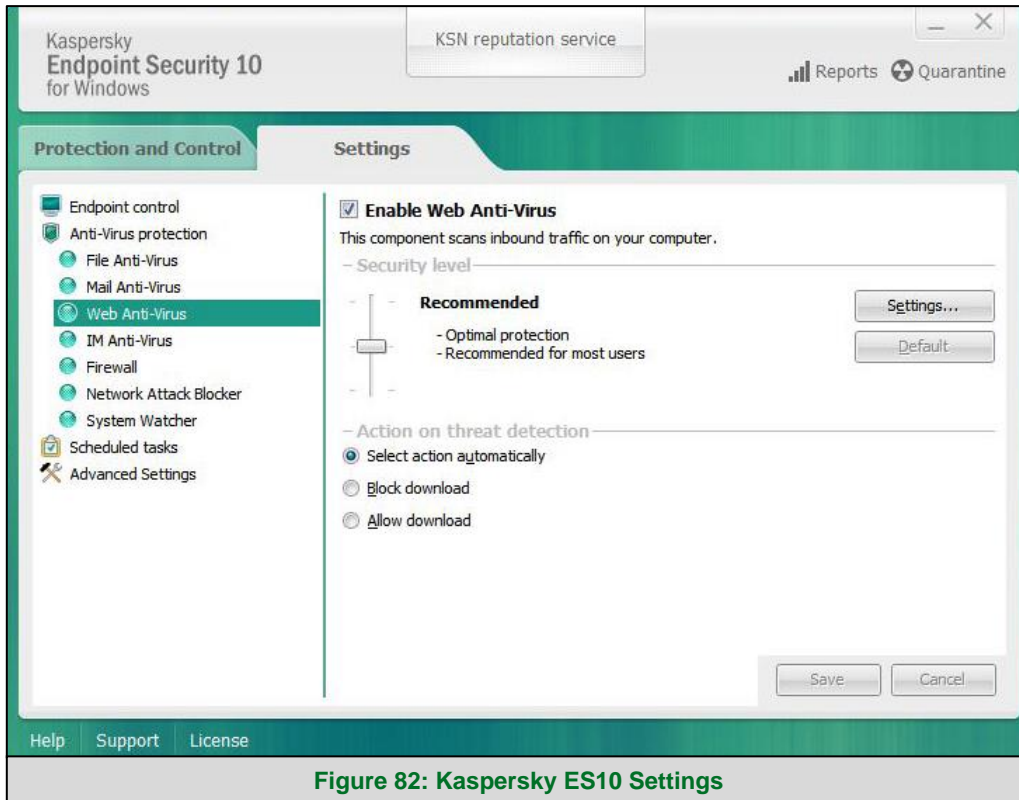 Kaspersky
Endpoint Security 10
for Windows
KSN reputation service
Reports
Quarantine
Protection and Control
Settings
Endpoint control
Anti-Virus protection
File Anti-Virus
Mail Anti-Virus
Web Anti-Virus
IM Anti-Virus
Firewall
Network Attack Blocker
System Watcher
Scheduled tasks
Advanced Settings
Enable Web Anti-Virus
This component scans inbound traffic on your computer.
Security level
Recommended
- Optimal protection
- Recommended for most users
Settings...
Default
Action on threat detection
Select action automatically
Block download
Allow download
Save
Cancel
Help
Support
License
Figure 82: Kaspersky ES10 Settings